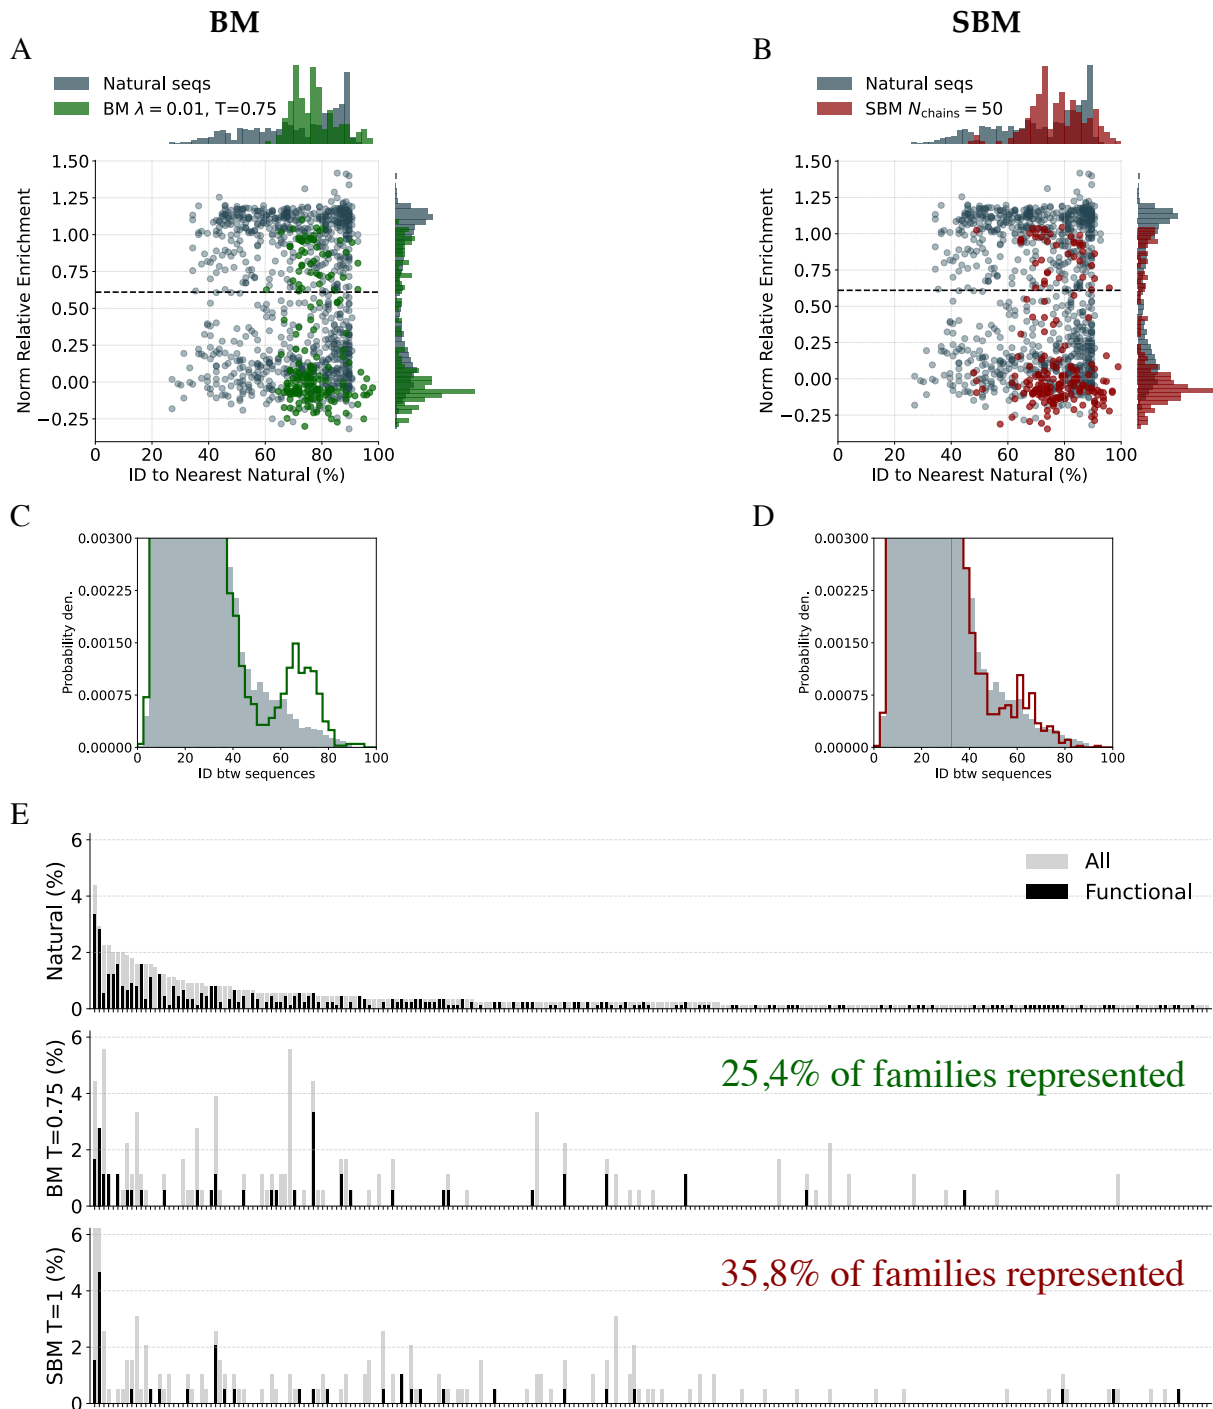 BM
SBM
A
B
Natural seqs
BM λ = 0.01, T=0.75
Natural seqs
SBM N_chains = 50
1.50
1.25
1.00
0.75
0.50
0.25
0.00
−0.25
Norm Relative Enrichment
0 20 40 60 80 100
ID to Nearest Natural (%)
1.50
1.25
1.00
0.75
0.50
0.25
0.00
−0.25
Norm Relative Enrichment
0 20 40 60 80 100
ID to Nearest Natural (%)
C
D
0.00300
0.00225
0.00150
0.00075
0.00000
Probability den.
0 20 40 60 80 100
ID btw sequences
0.00300
0.00225
0.00150
0.00075
0.00000
Probability den.
0 20 40 60 80 100
ID btw sequences
E
6
4
2
0
Natural (%)
All
Functional
6
4
2
0
BM T=0.75 (%)
25,4% of families represented
6
4
2
0
SBM T=1 (%)
35,8% of families represented